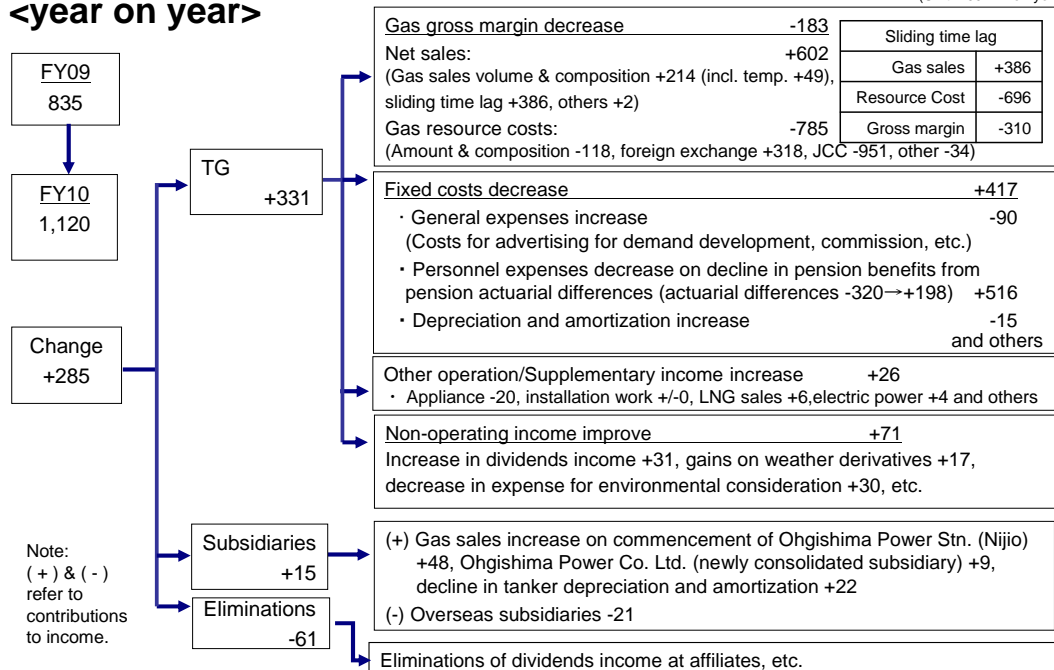 <year on year>
FY09
835
FY10
1,120
Change
+285
Note:
( + ) & ( - )
refer to
contributions
to income.
TG
+331
Subsidiaries
+15
Eliminations
-61
Gas gross margin decrease -183
Net sales: +602
(Gas sales volume & composition +214 (incl. temp. +49),
sliding time lag +386, others +2)
Gas resource costs: -785
(Amount & composition -118, foreign exchange +318, JCC -951, other -34)
Sliding time lag
Gas sales +386
Resource Cost -696
Gross margin -310
Fixed costs decrease +417
・General expenses increase -90
(Costs for advertising for demand development, commission, etc.)
・Personnel expenses decrease on decline in pension benefits from
pension actuarial differences (actuarial differences -320→+198) +516
・Depreciation and amortization increase -15
and others
Other operation/Supplementary income increase +26
・ Appliance -20, installation work +/-0, LNG sales +6,electric power +4 and others
Non-operating income improve +71
Increase in dividends income +31, gains on weather derivatives +17,
decrease in expense for environmental consideration +30, etc.
(+) Gas sales increase on commencement of Ohgishima Power Stn. (Nijio)
+48, Ohgishima Power Co. Ltd. (newly consolidated subsidiary) +9,
decline in tanker depreciation and amortization +22
(-) Overseas subsidiaries -21
Eliminations of dividends income at affiliates, etc.